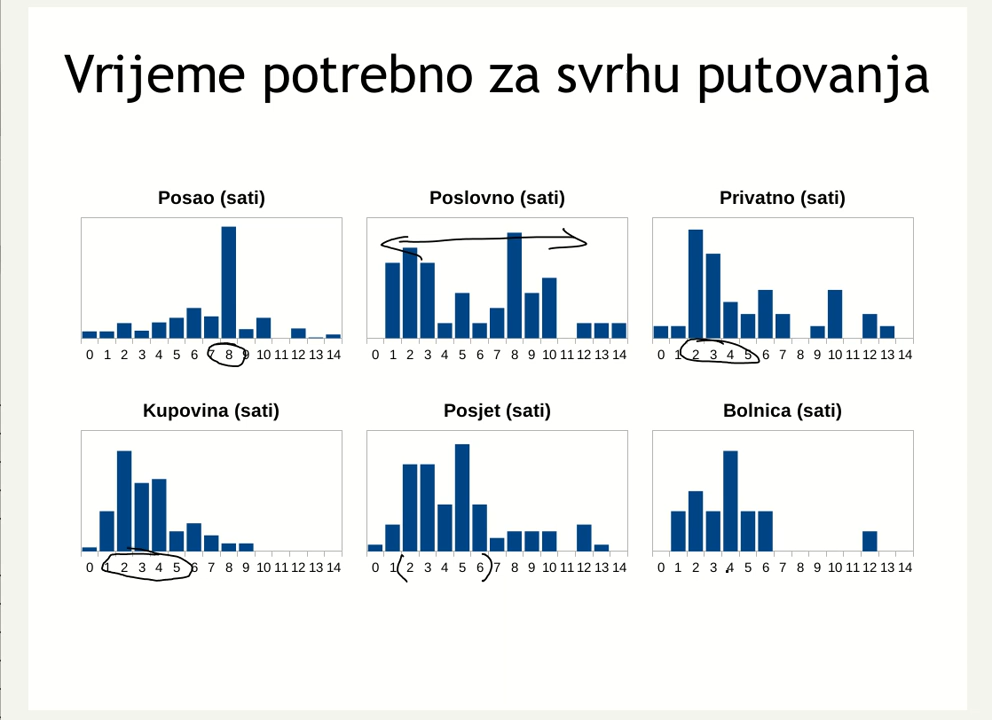 Vrijeme potrebno za svrhu putovanja
Posao (sati)
Poslovno (sati)
Privatno (sati)
0 1 2 3 4 5 6 7 8 9 10 11 12 13 14
0 1 2 3 4 5 6 7 8 9 10 11 12 13 14
0 1 2 3 4 5 6 7 8 9 10 11 12 13 14
Kupovina (sati)
Posjet (sati)
Bolnica (sati)
0 1 2 3 4 5 6 7 8 9 10 11 12 13 14
0 1 2 3 4 5 6 7 8 9 10 11 12 13 14
0 1 2 3 4 5 6 7 8 9 10 11 12 13 14